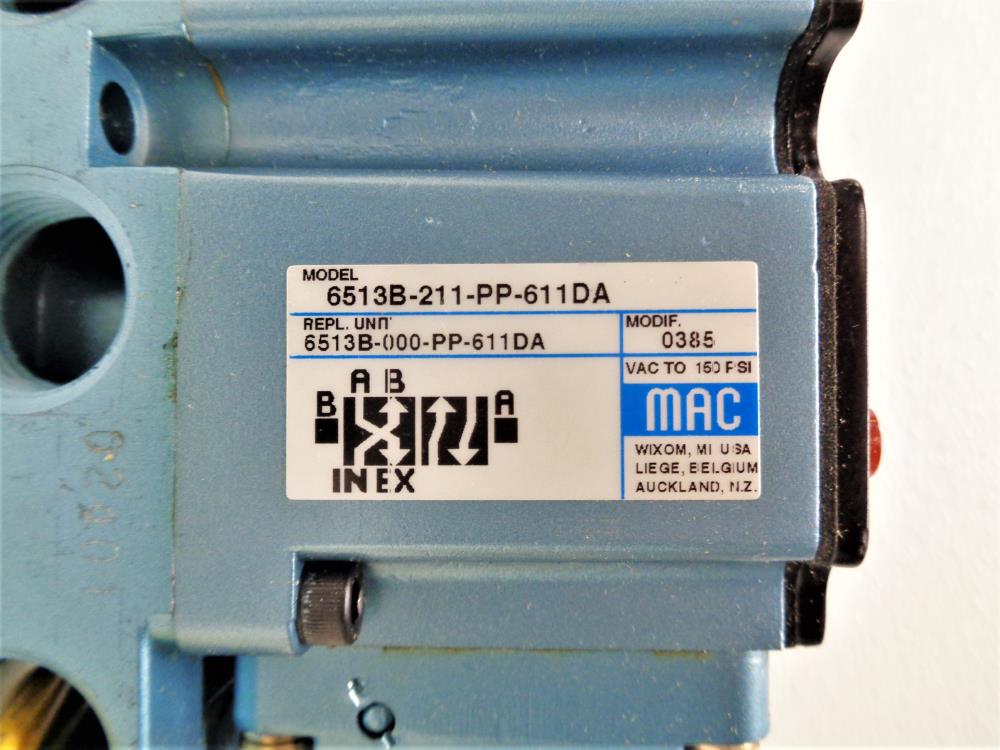 MODEL
6513B-211-PP-611DA
REPL. UNIT
6513B-000-PP-611DA
MODIF.
0385
VAC TO 150 PSI
MAC
WIXOM, MI USA
LIEGE, BELGIUM
AUCKLAND, N.Z.
A B
B A
IN EX